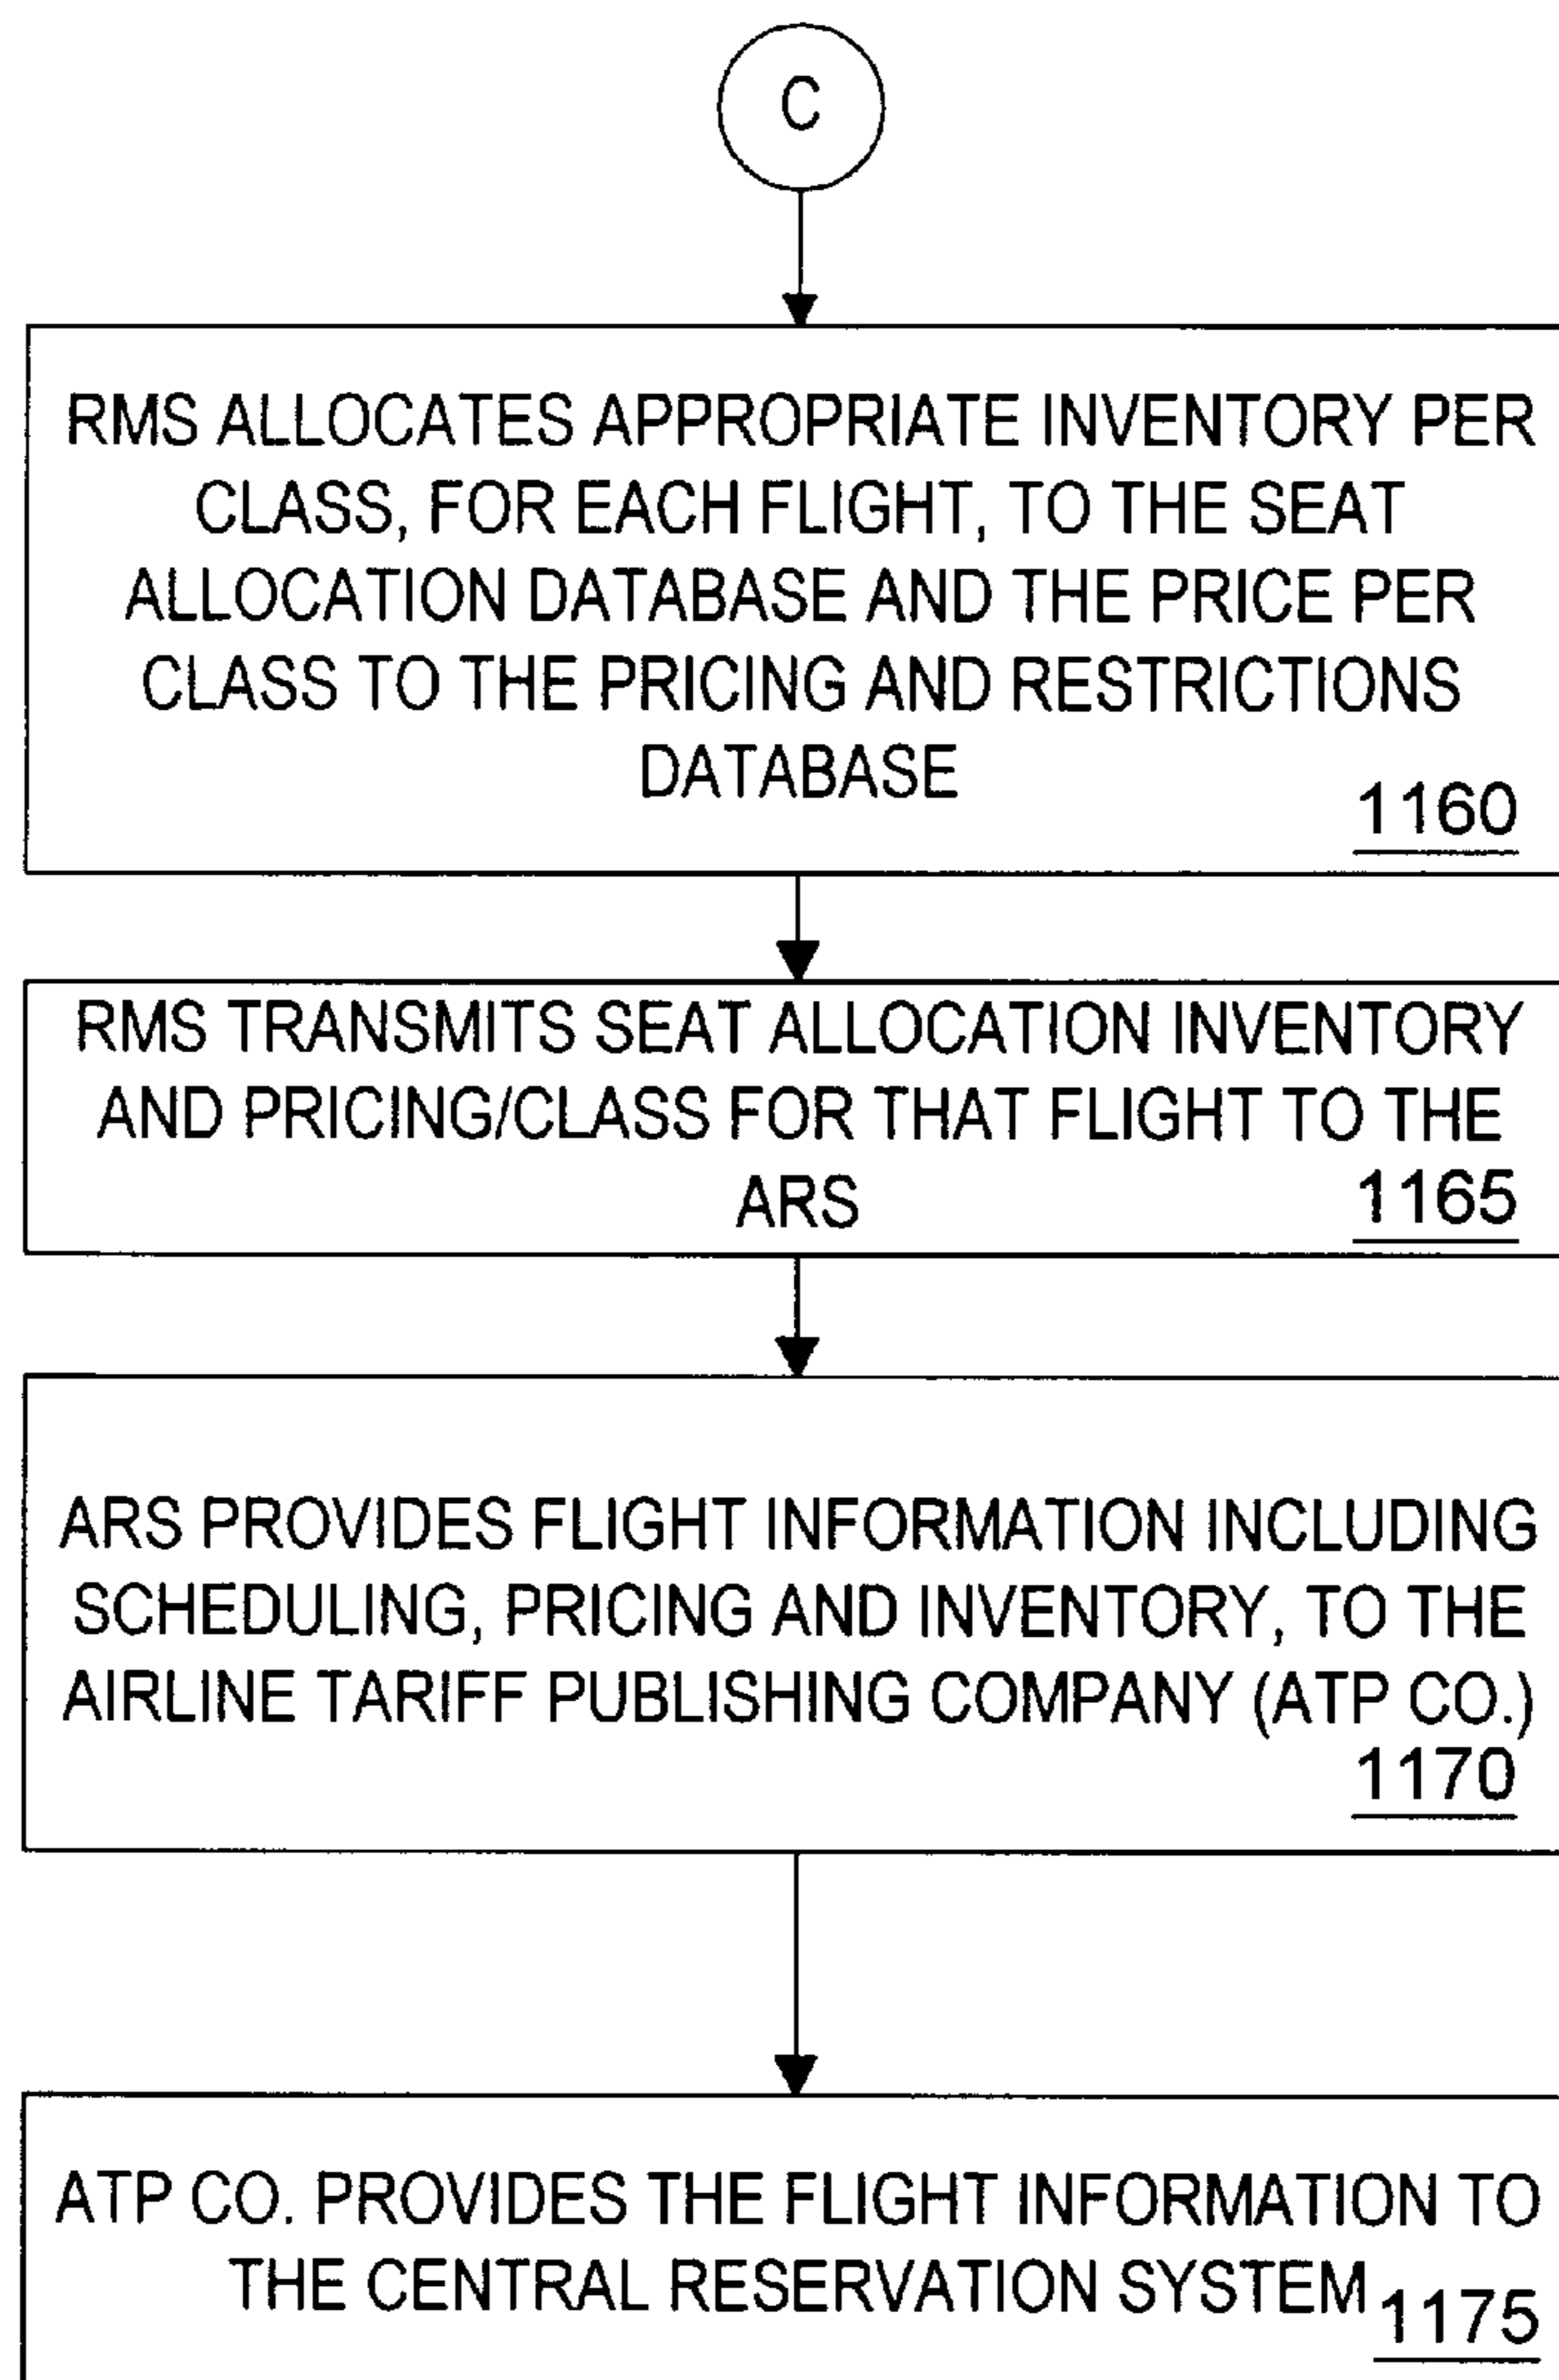 C
RMS ALLOCATES APPROPRIATE INVENTORY PER
CLASS, FOR EACH FLIGHT, TO THE SEAT
ALLOCATION DATABASE AND THE PRICE PER
CLASS TO THE PRICING AND RESTRICTIONS
DATABASE
1160
RMS TRANSMITS SEAT ALLOCATION INVENTORY
AND PRICING/CLASS FOR THAT FLIGHT TO THE
ARS 1165
ARS PROVIDES FLIGHT INFORMATION INCLUDING
SCHEDULING, PRICING AND INVENTORY, TO THE
AIRLINE TARIFF PUBLISHING COMPANY (ATP CO.)
1170
ATP CO. PROVIDES THE FLIGHT INFORMATION TO
THE CENTRAL RESERVATION SYSTEM 1175